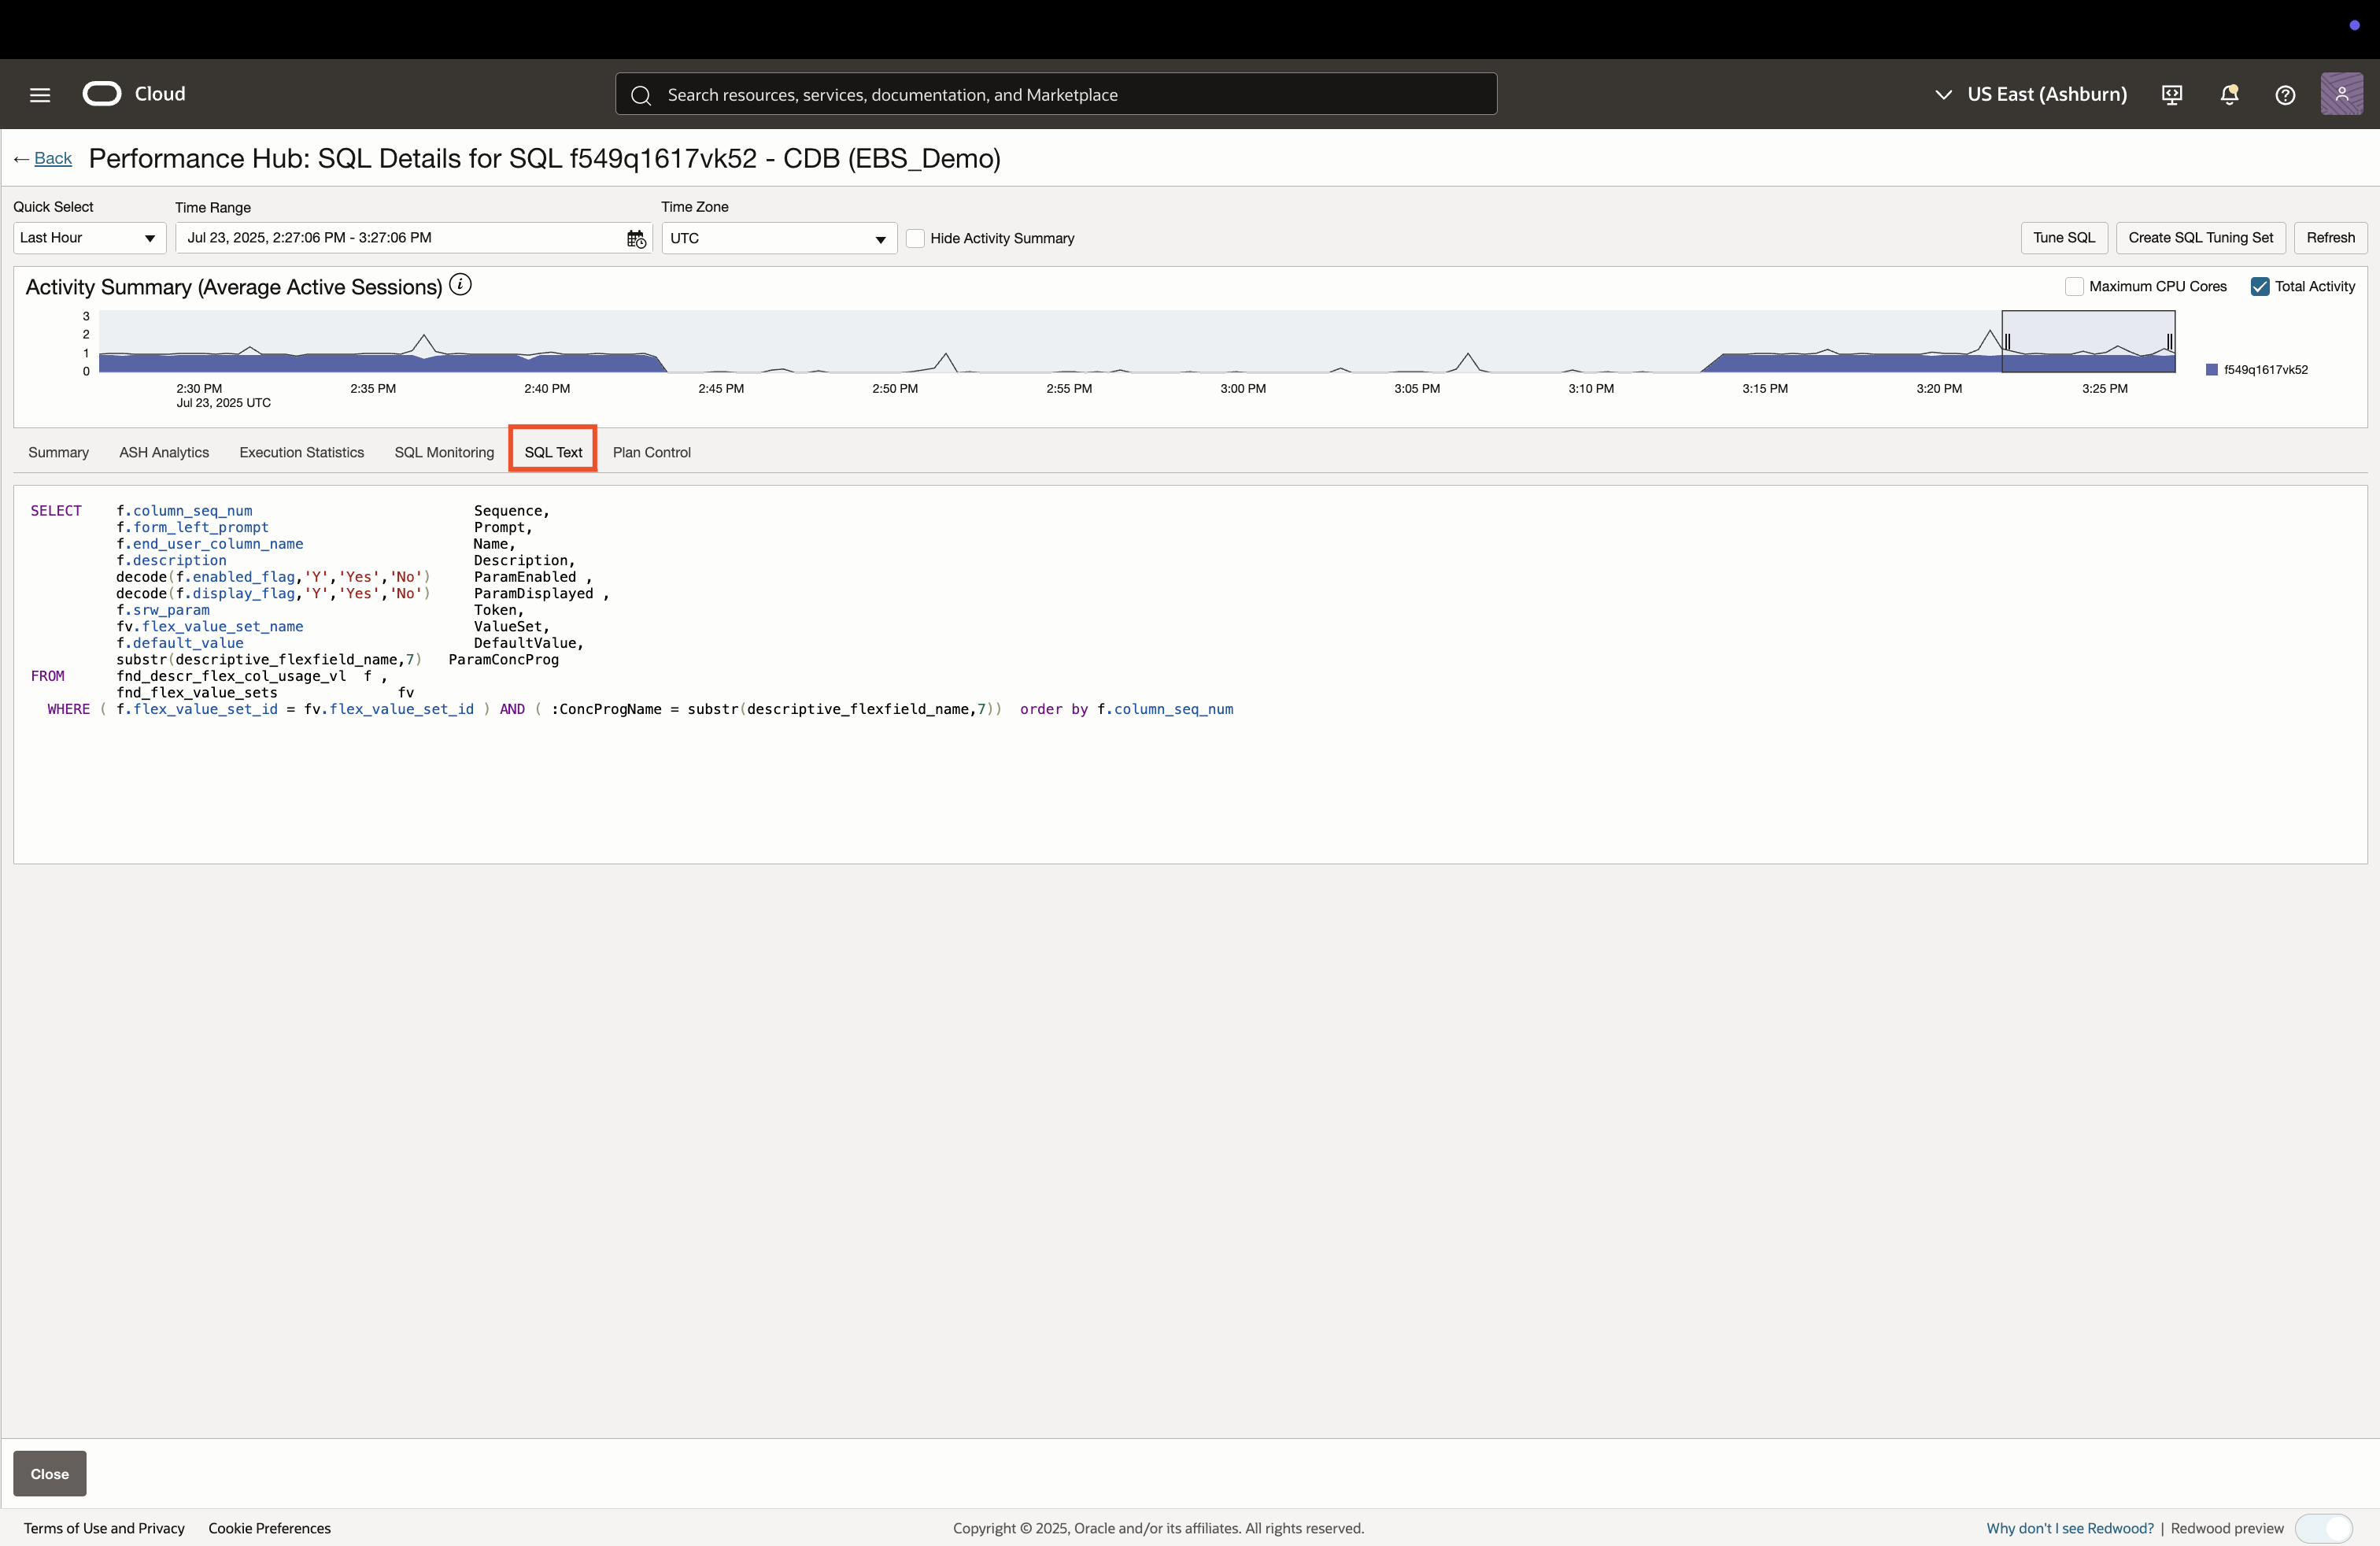 Cloud
Search resources, services, documentation, and Marketplace
US East (Ashburn)
← Back Performance Hub: SQL Details for SQL f549q1617vk52 - CDB (EBS_Demo)
Quick Select Time Range Time Zone
Last Hour Jul 23, 2025, 2:27:06 PM - 3:27:06 PM UTC Hide Activity Summary Tune SQL Create SQL Tuning Set Refresh
Activity Summary (Average Active Sessions) i Maximum CPU Cores Total Activity
3
2
1
0
f549q1617vk52
2:30 PM 2:35 PM 2:40 PM 2:45 PM 2:50 PM 2:55 PM 3:00 PM 3:05 PM 3:10 PM 3:15 PM 3:20 PM 3:25 PM
Jul 23, 2025 UTC
Summary ASH Analytics Execution Statistics SQL Monitoring SQL Text Plan Control
SELECT f.column_seq_num Sequence,
f.form_left_prompt Prompt,
f.end_user_column_name Name,
f.description Description,
decode(f.enabled_flag,'Y','Yes','No') ParamEnabled ,
decode(f.display_flag,'Y','Yes','No') ParamDisplayed ,
f.srw_param Token,
fv.flex_value_set_name ValueSet,
f.default_value DefaultValue,
substr(descriptive_flexfield_name,7) ParamConcProg
FROM fnd_descr_flex_col_usage_vl f ,
fnd_flex_value_sets fv
WHERE ( f.flex_value_set_id = fv.flex_value_set_id ) AND ( :ConcProgName = substr(descriptive_flexfield_name,7)) order by f.column_seq_num
Close
Terms of Use and Privacy Cookie Preferences Copyright © 2025, Oracle and/or its affiliates. All rights reserved. Why don't I see Redwood? | Redwood preview